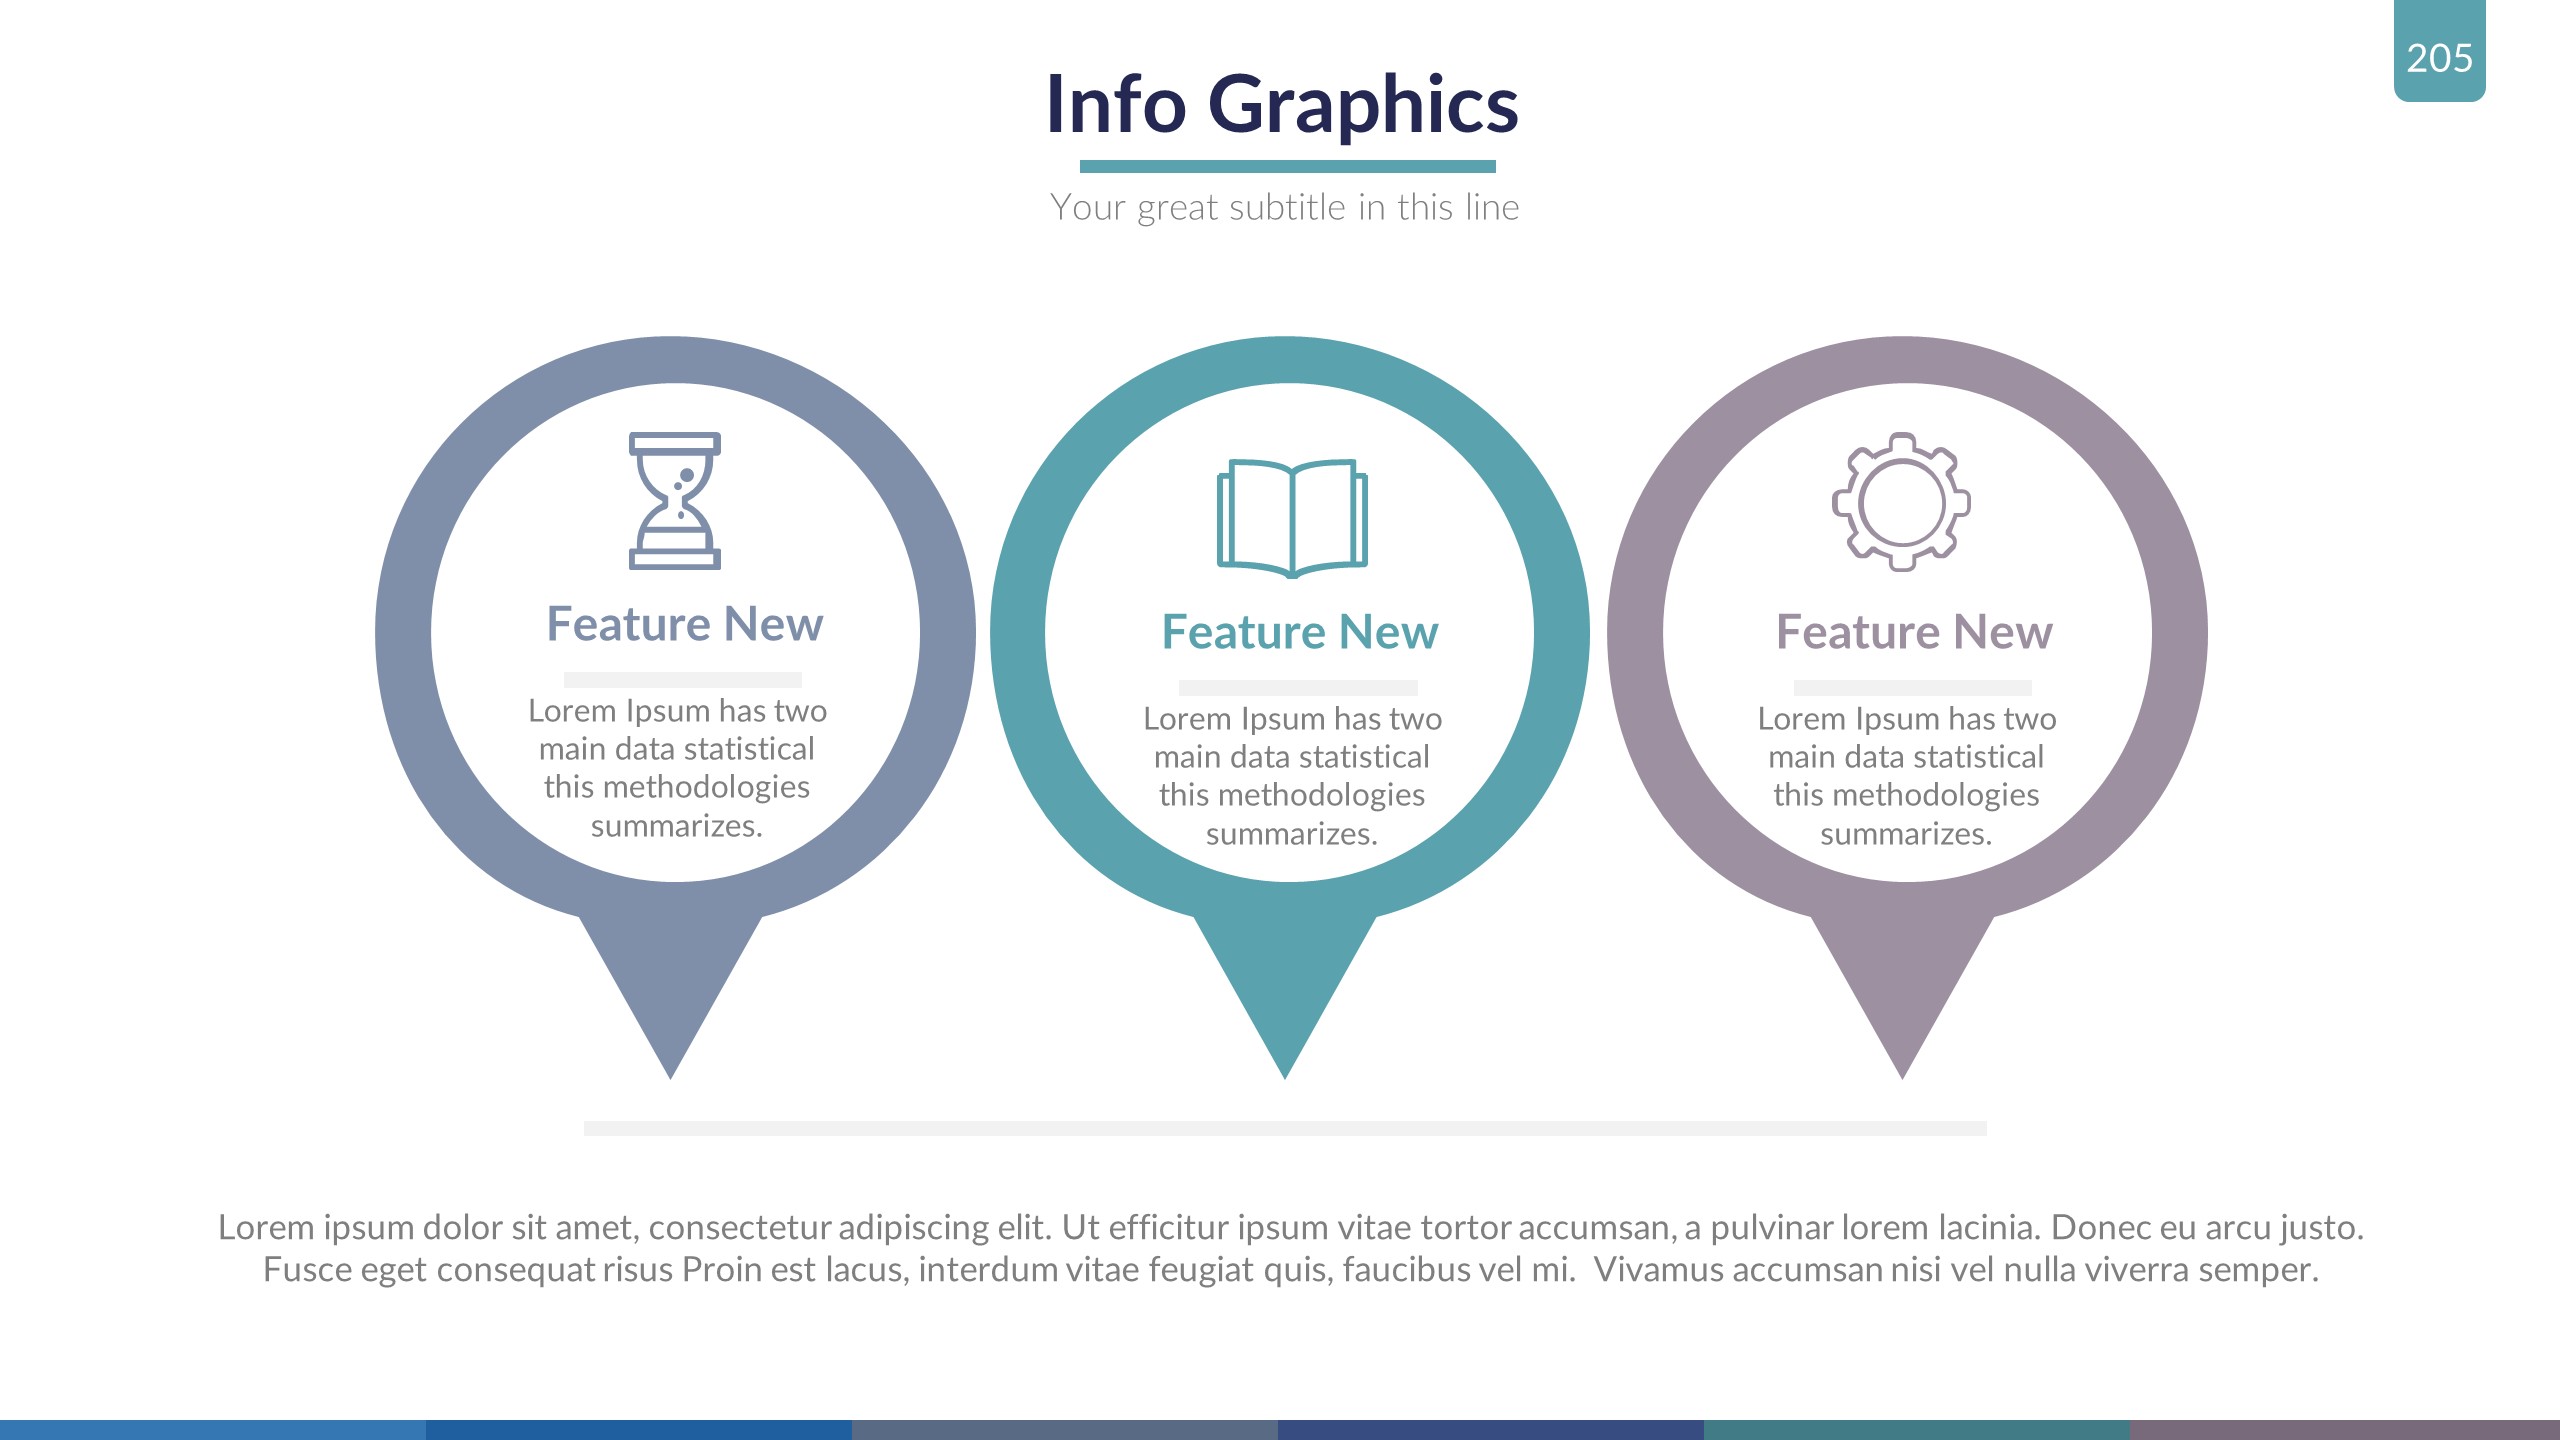 205
Info Graphics
Your great subtitle in this line
Feature New
Lorem Ipsum has two
main data statistical
this methodologies
summarizes.
Feature New
Lorem Ipsum has two
main data statistical
this methodologies
summarizes.
Feature New
Lorem Ipsum has two
main data statistical
this methodologies
summarizes.
Lorem ipsum dolor sit amet, consectetur adipiscing elit. Ut efficitur ipsum vitae tortor accumsan, a pulvinar lorem lacinia. Donec eu arcu justo.
Fusce eget consequat risus Proin est lacus, interdum vitae feugiat quis, faucibus vel mi.  Vivamus accumsan nisi vel nulla viverra semper.